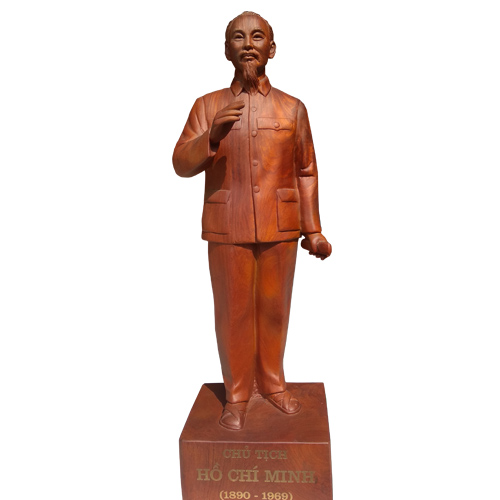 CHỦ TỊCH
HỒ CHÍ MINH
(1890 - 1969)